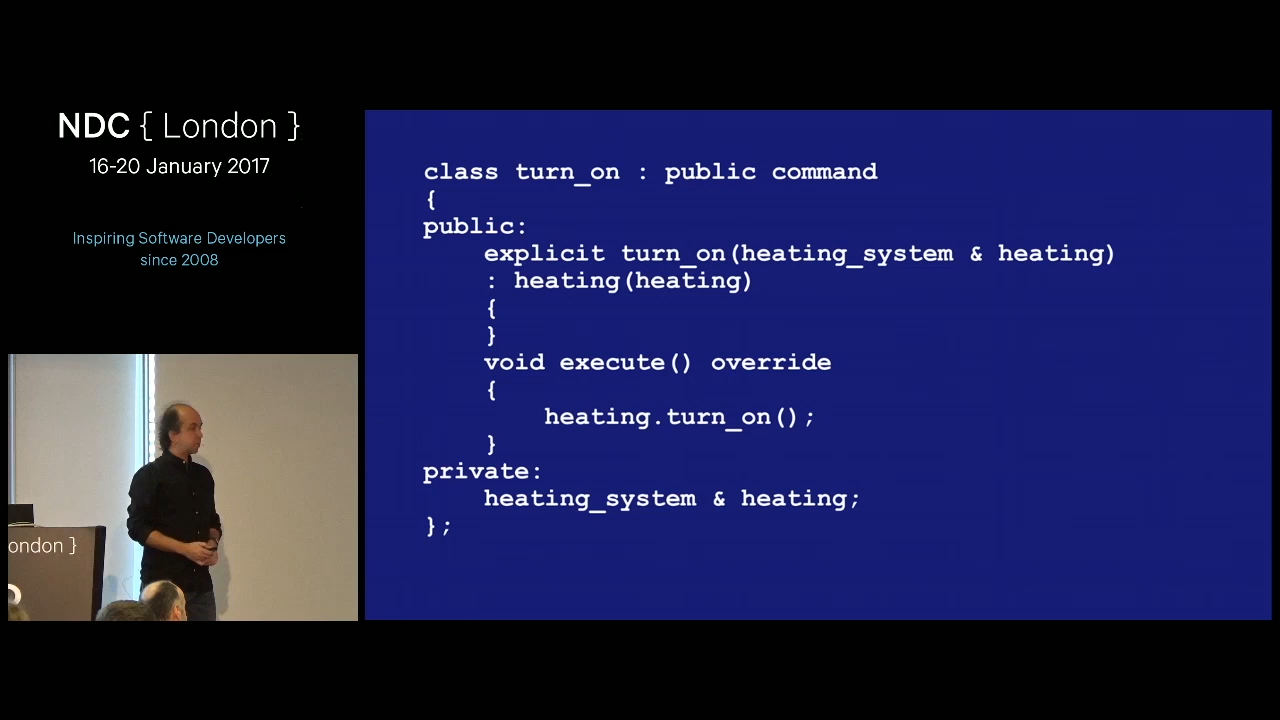 NDC { London }
16-20 January 2017
Inspiring Software Developers
since 2008
ondon }
class turn_on : public command
{
public:
    explicit turn_on(heating_system & heating)
    : heating(heating)
    {
    }
    void execute() override
    {
        heating.turn_on();
    }
private:
    heating_system & heating;
};